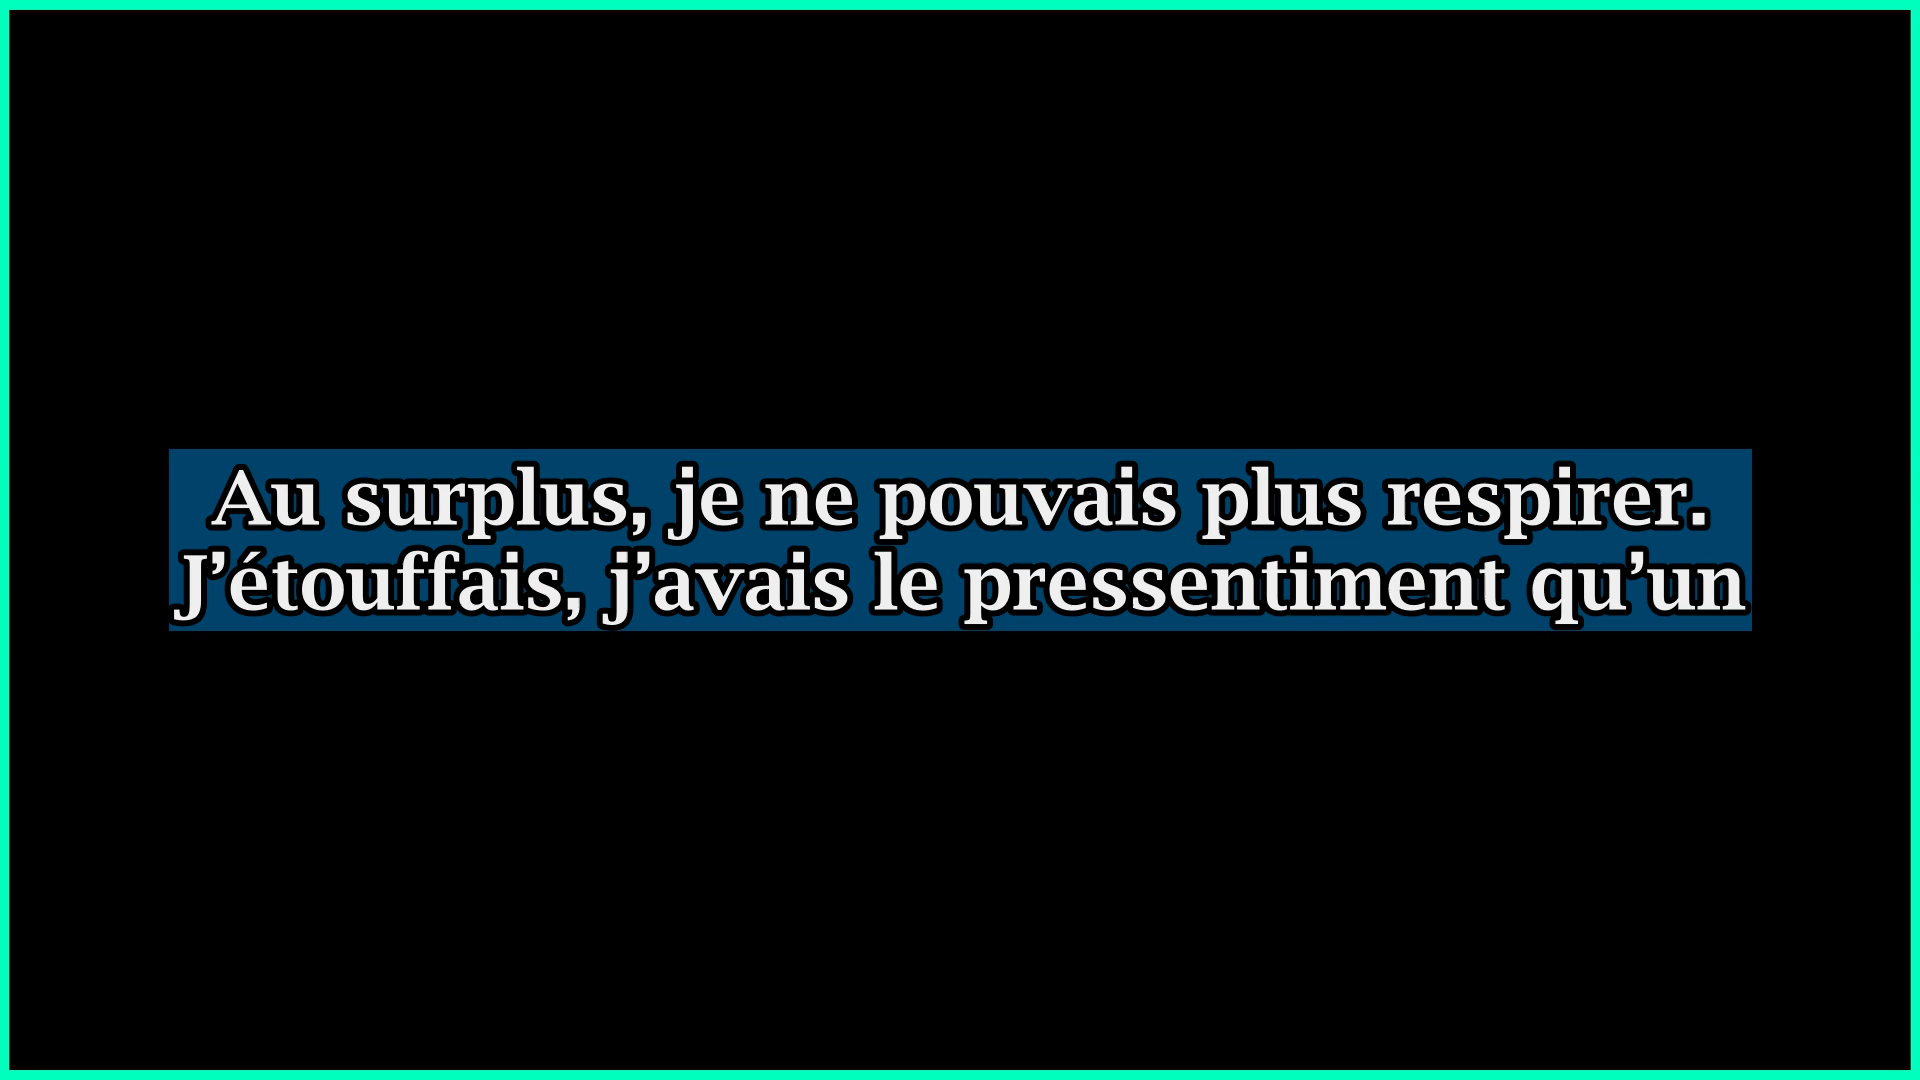 Au surplus, je ne pouvais plus respirer.
J’étouffais, j’avais le pressentiment qu’un